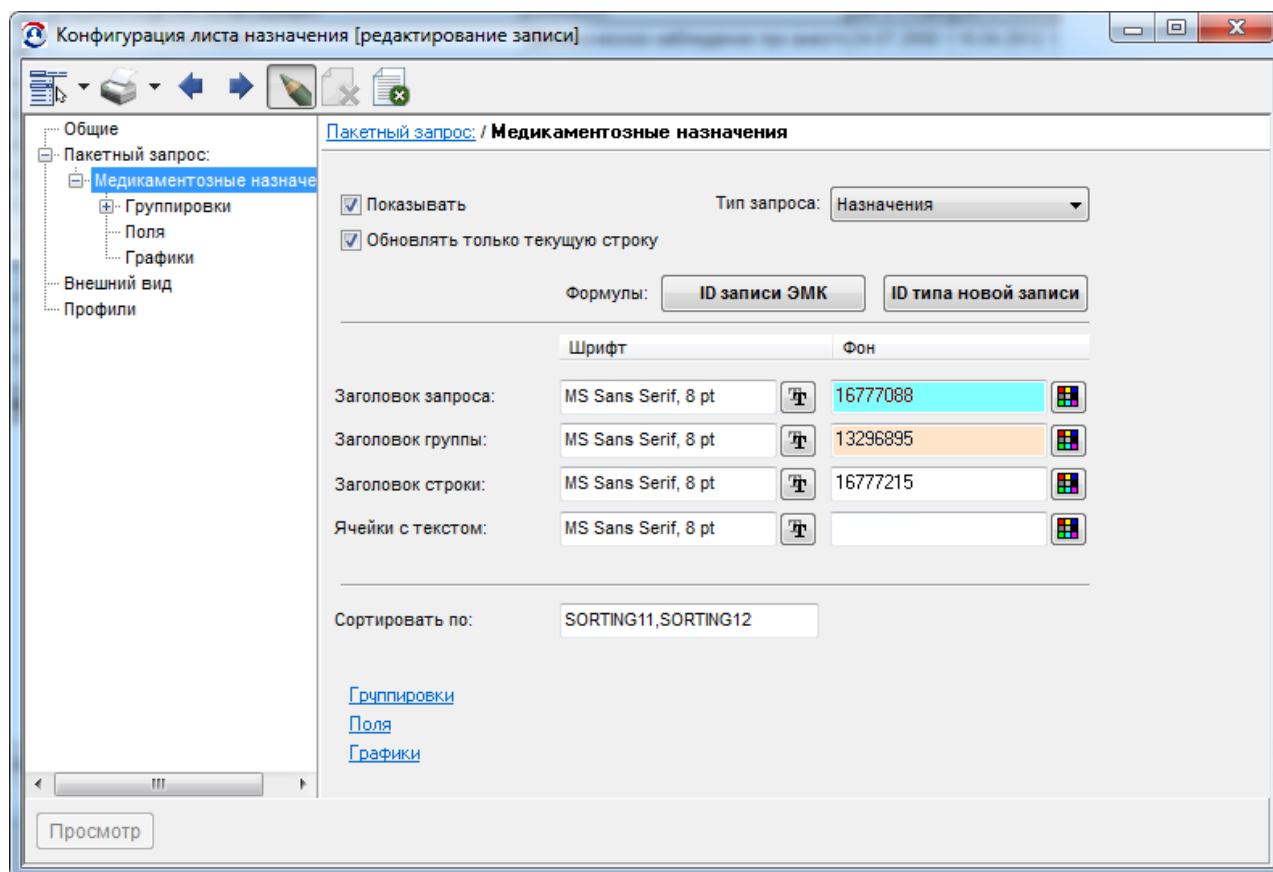 Конфигурация листа назначения [редактирование записи]
Общие
Пакетный запрос:
Медикаментозные назначе
Группировки
Поля
Графики
Внешний вид
Профили
Пакетный запрос: / Медикаментозные назначения
Показывать
Тип запроса: Назначения
Обновлять только текущую строку
Формулы: ID записи ЭМК ID типа новой записи
Шрифт Фон
Заголовок запроса: MS Sans Serif, 8 pt 16777088
Заголовок группы: MS Sans Serif, 8 pt 13296895
Заголовок строки: MS Sans Serif, 8 pt 16777215
Ячейки с текстом: MS Sans Serif, 8 pt
Сортировать по: SORTING11,SORTING12
Группировки
Поля
Графики
Просмотр